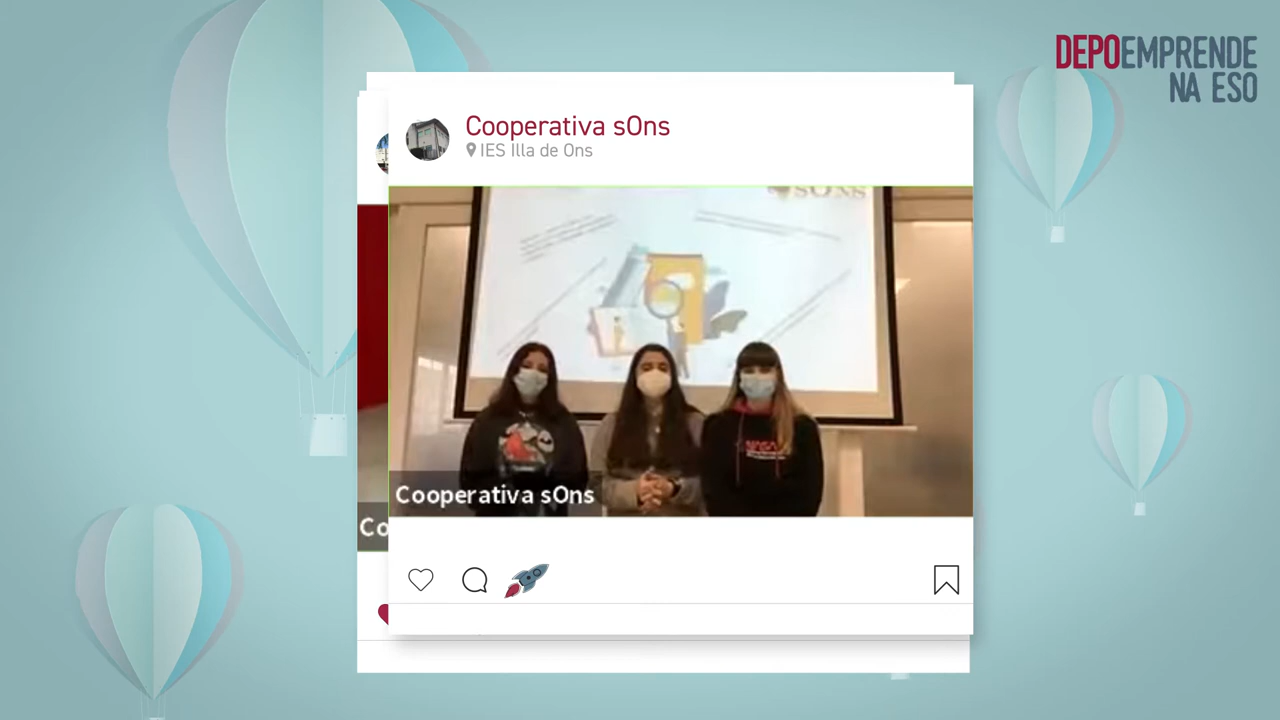 DEPOEMPRENDE
NA ESO
Cooperativa sOns
IES Illa de Ons
sOns
Cooperativa sOns
Co